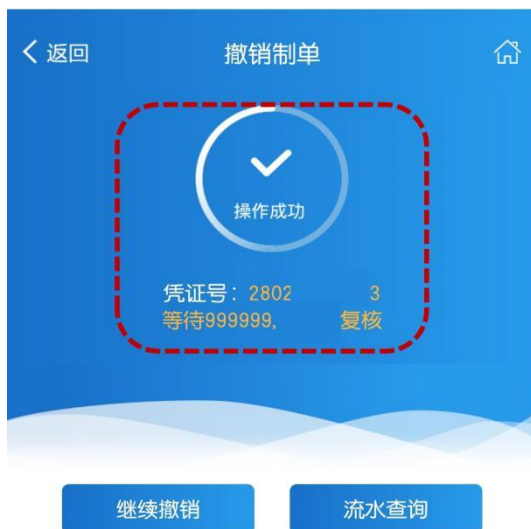 返回 撤销制单
操作成功
凭证号：2802 3
等待999999, 复核
继续撤销 流水查询